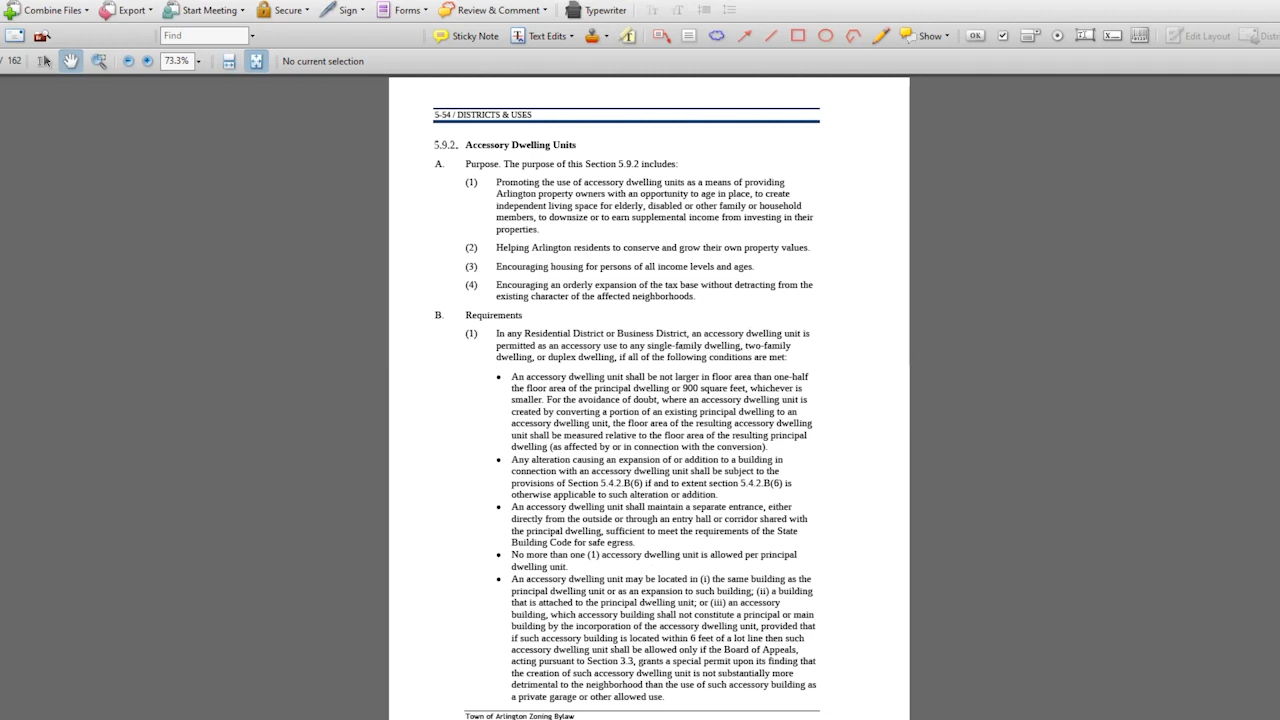 Combine Files Export Start Meeting Secure Sign Forms Review & Comment Typewriter
Find Sticky Note Text Edits Show OK Edit Layout
/ 162 73.3% No current selection
5-54 / DISTRICTS & USES
5.9.2. Accessory Dwelling Units
A. Purpose. The purpose of this Section 5.9.2 includes:
(1) Promoting the use of accessory dwelling units as a means of providing
Arlington property owners with an opportunity to age in place, to create
independent living space for elderly, disabled or other family or household
members, to downsize or to earn supplemental income from investing in their
properties.
(2) Helping Arlington residents to conserve and grow their own property values.
(3) Encouraging housing for persons of all income levels and ages.
(4) Encouraging an orderly expansion of the tax base without detracting from the
existing character of the affected neighborhoods.
B. Requirements
(1) In any Residential District or Business District, an accessory dwelling unit is
permitted as an accessory use to any single-family dwelling, two-family
dwelling, or duplex dwelling, if all of the following conditions are met:
• An accessory dwelling unit shall be not larger in floor area than one-half
the floor area of the principal dwelling or 900 square feet, whichever is
smaller. For the avoidance of doubt, where an accessory dwelling unit is
created by converting a portion of an existing principal dwelling to an
accessory dwelling unit, the floor area of the resulting accessory dwelling
unit shall be measured relative to the floor area of the resulting principal
dwelling (as affected by or in connection with the conversion).
• Any alteration causing an expansion of or addition to a building in
connection with an accessory dwelling unit shall be subject to the
provisions of Section 5.4.2.B(6) if and to extent section 5.4.2.B(6) is
otherwise applicable to such alteration or addition.
• An accessory dwelling unit shall maintain a separate entrance, either
directly from the outside or through an entry hall or corridor shared with
the principal dwelling, sufficient to meet the requirements of the State
Building Code for safe egress.
• No more than one (1) accessory dwelling unit is allowed per principal
dwelling unit.
• An accessory dwelling unit may be located in (i) the same building as the
principal dwelling unit or as an expansion to such building; (ii) a building
that is attached to the principal dwelling unit; or (iii) an accessory
building, which accessory building shall not constitute a principal or main
building by the incorporation of the accessory dwelling unit, provided that
if such accessory building is located within 6 feet of a lot line then such
accessory dwelling unit shall be allowed only if the Board of Appeals,
acting pursuant to Section 3.3, grants a special permit upon its finding that
the creation of such accessory dwelling unit is not substantially more
detrimental to the neighborhood than the use of such accessory building as
a private garage or other allowed use.
Town of Arlington Zoning Bylaw